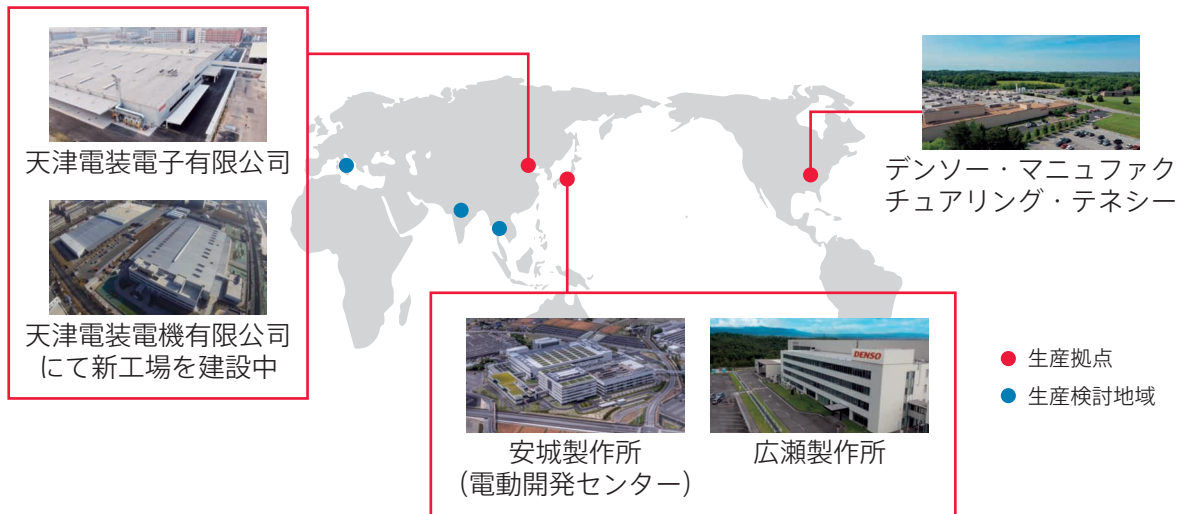 天津電装電子有限公司
天津電装電機有限公司
にて新工場を建設中
デンソー・マニュファク
チュアリング・テネシー
DENSO
安城製作所
(電動開発センター)
広瀬製作所
生産拠点
生産検討地域